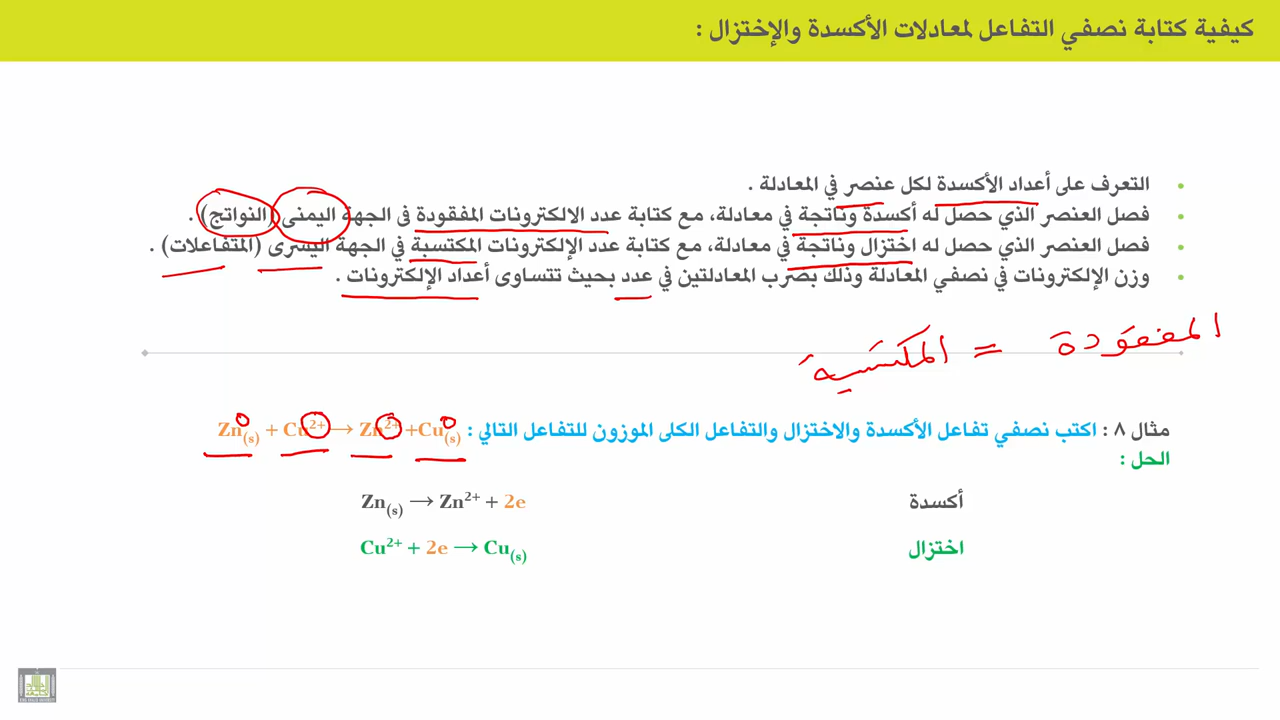 كيفية كتابة نصفي التفاعل لمعادلات الأكسدة والإختزال :
• التعرف على أعداد الأكسدة لكل عنصر في المعادلة .
• فصل العنصر الذي حصل له أكسدة وناتجة في معادلة، مع كتابة عدد الالكترونات المفقودة فى الجهة اليمنى (النواتج) .
• فصل العنصر الذي حصل له اختزال وناتجة في معادلة، مع كتابة عدد الإلكترونات المكتسبة في الجهة اليسرى (المتفاعلات) .
• وزن الإلكترونات في نصفي المعادلة وذلك بضرب المعادلتين في عدد بحيث تتساوى أعداد الإلكترونات .
المفقودة = المكتسبة
0 0
مثال ٨ : اكتب نصفي تفاعل الأكسدة والاختزال والتفاعل الكلى الموزون للتفاعل التالي : Zn(s) + Cu²⁺ → Zn²⁺ +Cu(s)
الحل :
أكسدة Zn(s) → Zn²⁺ + 2e
اختزال Cu²⁺ + 2e → Cu(s)